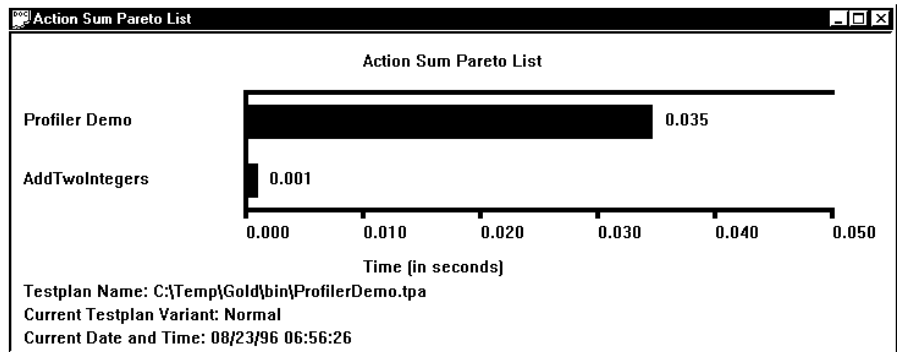 Action Sum Pareto List
Action Sum Pareto List
Profiler Demo
0.035
AddTwoIntegers
0.001
0.000 0.010 0.020 0.030 0.040 0.050
Time (in seconds)
Testplan Name: C:\Temp\Gold\bin\ProfilerDemo.tpa
Current Testplan Variant: Normal
Current Date and Time: 08/23/96 06:56:26